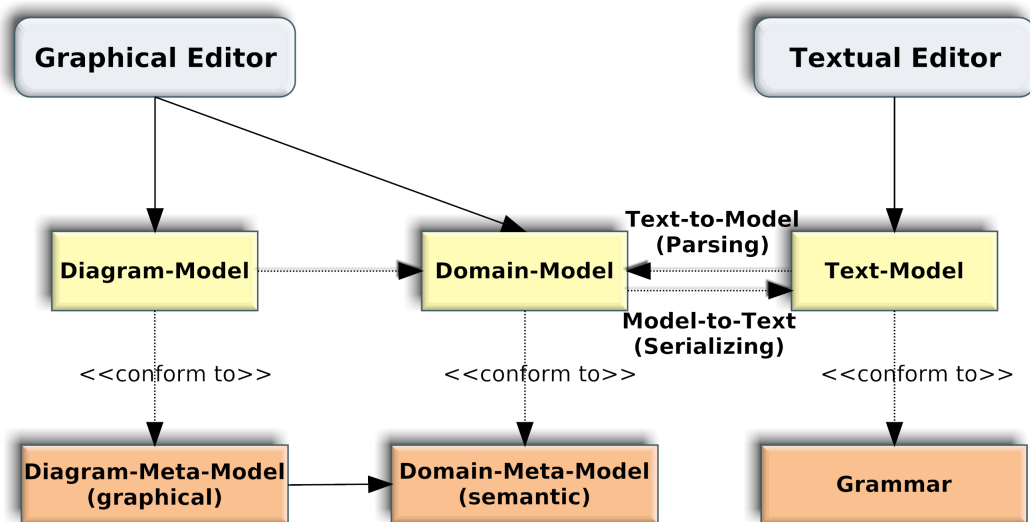 Graphical Editor
Textual Editor
Text-to-Model
(Parsing)
Diagram-Model
Domain-Model
Text-Model
Model-to-Text
(Serializing)
<<conform to>>
<<conform to>>
<<conform to>>
Diagram-Meta-Model
(graphical)
Domain-Meta-Model
(semantic)
Grammar